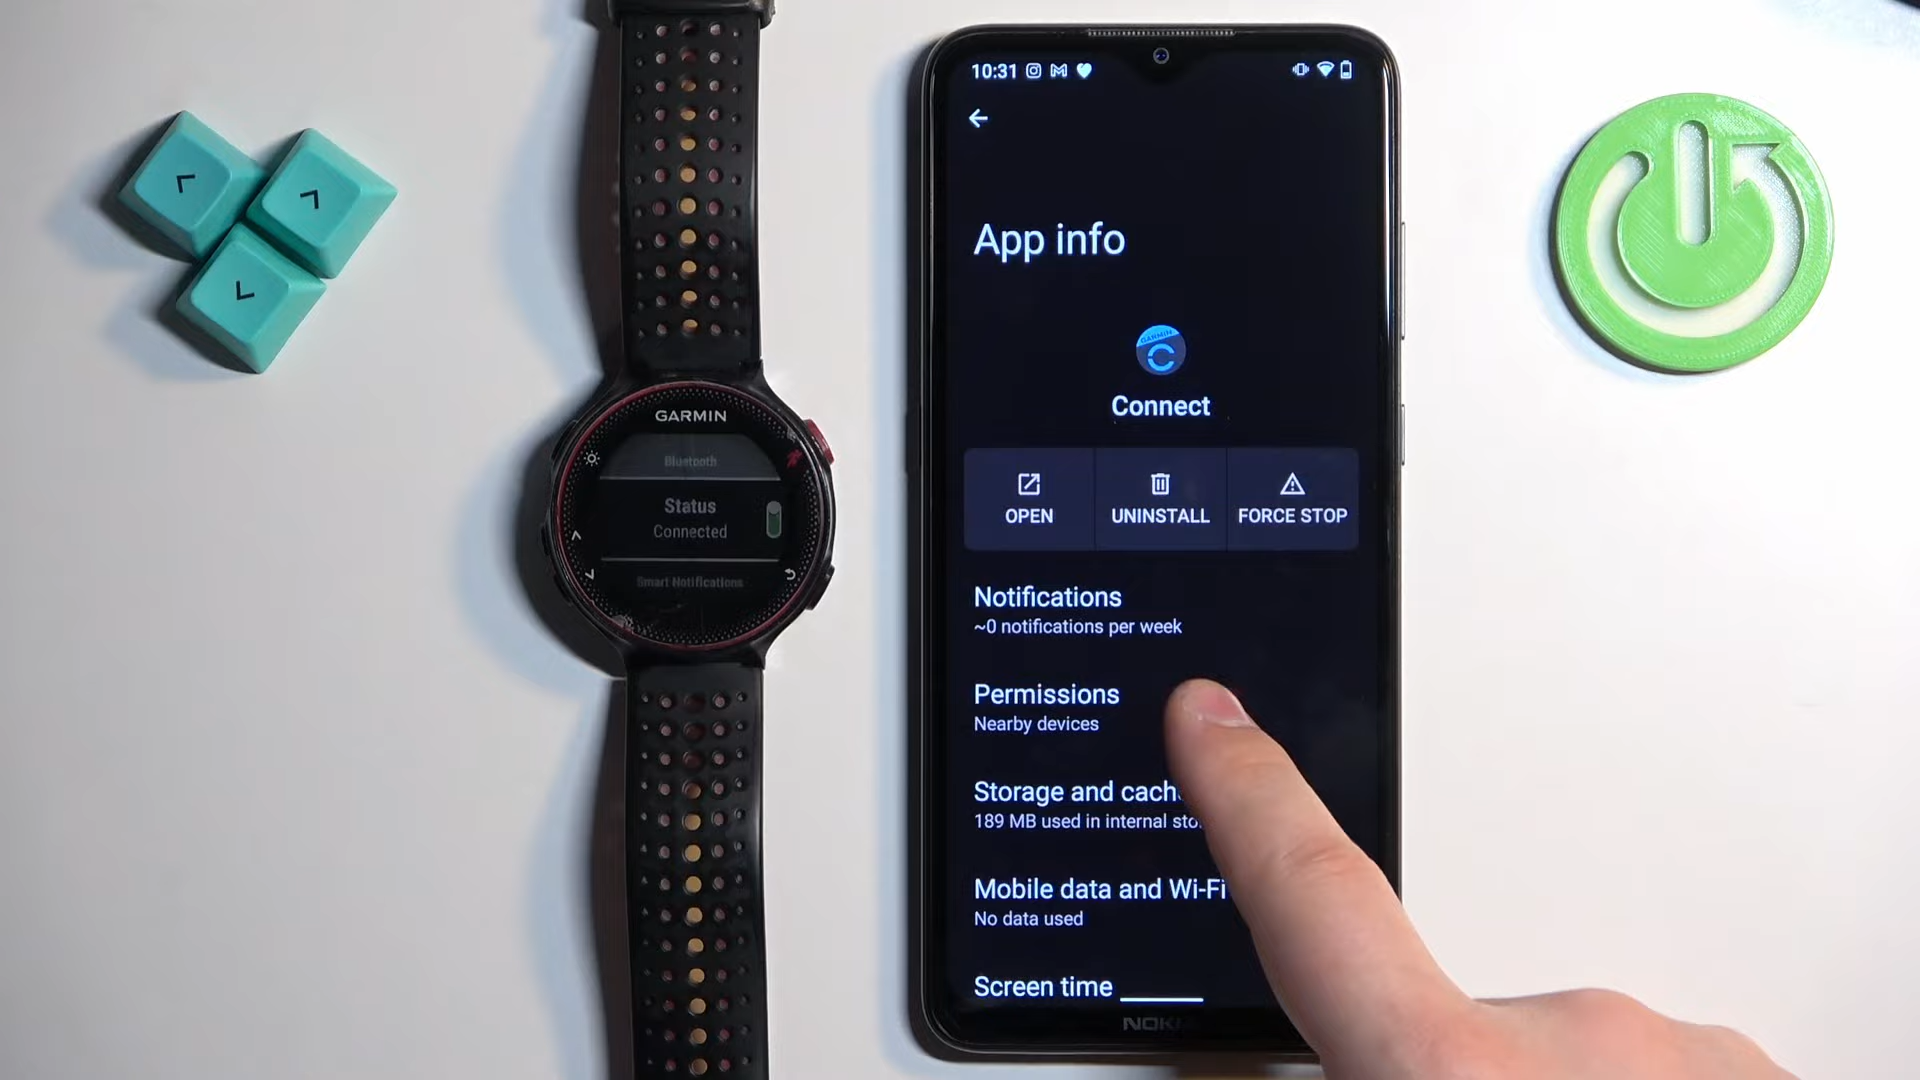 GARMIN
Bluetooth
Status
Connected
Smart Notifications
10:31
App info
GARMIN
Connect
OPEN
UNINSTALL
FORCE STOP
Notifications
~0 notifications per week
Permissions
Nearby devices
Storage and cach
189 MB used in internal sto
Mobile data and Wi-Fi
No data used
Screen time
NOKI